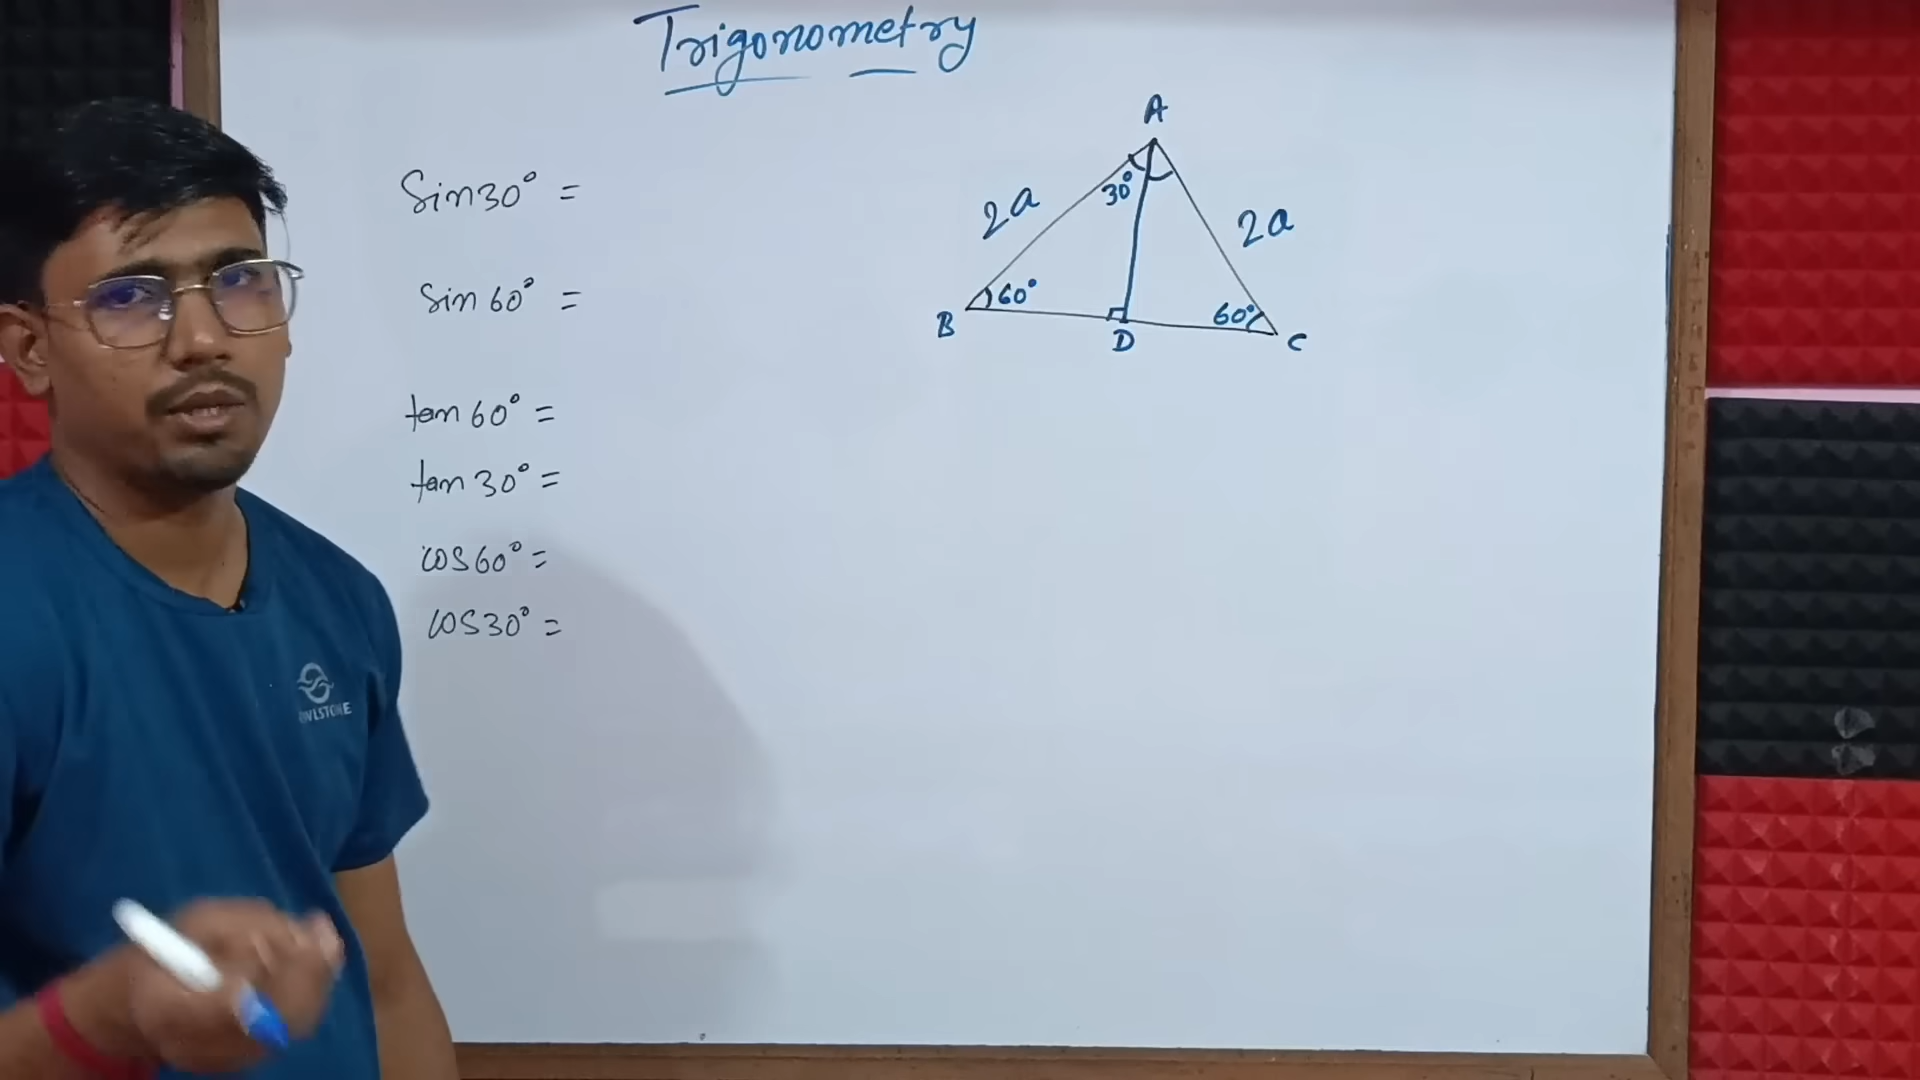 Trigonometry
Sin30° =
Sin 60° =
tan 60° =
tan 30° =
cos60° =
cos30° =
A
2a
30°
2a
60°
60°
B
D
C